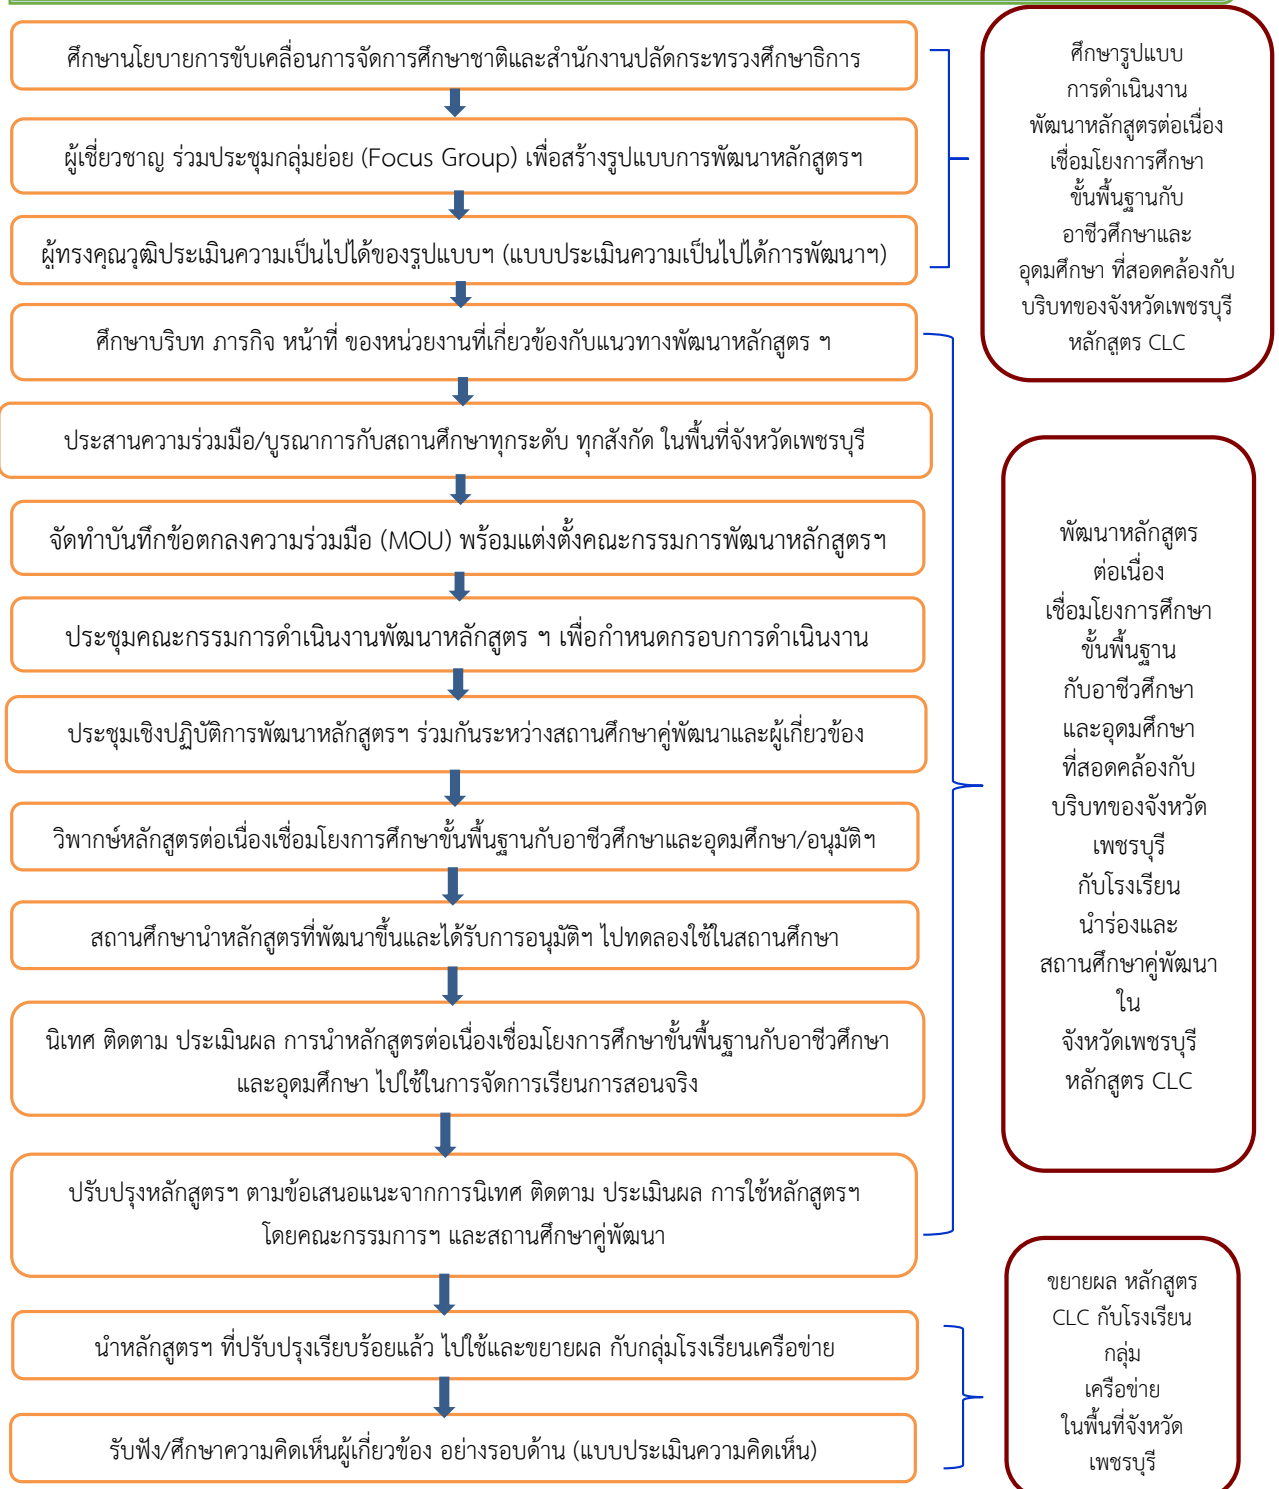 ศึกษานโยบายการขับเคลื่อนการจัดการศึกษาชาติและสำนักงานปลัดกระทรวงศึกษาธิการ
ผู้เชี่ยวชาญ ร่วมประชุมกลุ่มย่อย (Focus Group) เพื่อสร้างรูปแบบการพัฒนาหลักสูตรฯ
ผู้ทรงคุณวุฒิประเมินความเป็นไปได้ของรูปแบบฯ (แบบประเมินความเป็นไปได้การพัฒนาฯ)
ศึกษารูปแบบ
การดำเนินงาน
พัฒนาหลักสูตรต่อเนื่อง
เชื่อมโยงการศึกษา
ขั้นพื้นฐานกับ
อาชีวศึกษาและ
อุดมศึกษา ที่สอดคล้องกับ
บริบทของจังหวัดเพชรบุรี
หลักสูตร CLC
ศึกษาบริบท ภารกิจ หน้าที่ ของหน่วยงานที่เกี่ยวข้องกับแนวทางพัฒนาหลักสูตร ฯ
ประสานความร่วมมือ/บูรณาการกับสถานศึกษาทุกระดับ ทุกสังกัด ในพื้นที่จังหวัดเพชรบุรี
จัดทำบันทึกข้อตกลงความร่วมมือ (MOU) พร้อมแต่งตั้งคณะกรรมการพัฒนาหลักสูตรฯ
ประชุมคณะกรรมการดำเนินงานพัฒนาหลักสูตร ฯ เพื่อกำหนดกรอบการดำเนินงาน
ประชุมเชิงปฏิบัติการพัฒนาหลักสูตรฯ ร่วมกันระหว่างสถานศึกษาคู่พัฒนาและผู้เกี่ยวข้อง
วิพากษ์หลักสูตรต่อเนื่องเชื่อมโยงการศึกษาขั้นพื้นฐานกับอาชีวศึกษาและอุดมศึกษา/อนุมัติฯ
สถานศึกษานำหลักสูตรที่พัฒนาขึ้นและได้รับการอนุมัติฯ ไปทดลองใช้ในสถานศึกษา
นิเทศ ติดตาม ประเมินผล การนำหลักสูตรต่อเนื่องเชื่อมโยงการศึกษาขั้นพื้นฐานกับอาชีวศึกษา
และอุดมศึกษา ไปใช้ในการจัดการเรียนการสอนจริง
ปรับปรุงหลักสูตรฯ ตามข้อเสนอแนะจากการนิเทศ ติดตาม ประเมินผล การใช้หลักสูตรฯ
โดยคณะกรรมการฯ และสถานศึกษาคู่พัฒนา
พัฒนาหลักสูตร
ต่อเนื่อง
เชื่อมโยงการศึกษา
ขั้นพื้นฐาน
กับอาชีวศึกษา
และอุดมศึกษา
ที่สอดคล้องกับ
บริบทของจังหวัด
เพชรบุรี
กับโรงเรียน
นำร่องและ
สถานศึกษาคู่พัฒนา
ใน
จังหวัดเพชรบุรี
หลักสูตร CLC
นำหลักสูตรฯ ที่ปรับปรุงเรียบร้อยแล้ว ไปใช้และขยายผล กับกลุ่มโรงเรียนเครือข่าย
รับฟัง/ศึกษาความคิดเห็นผู้เกี่ยวข้อง อย่างรอบด้าน (แบบประเมินความคิดเห็น)
ขยายผล หลักสูตร
CLC กับโรงเรียน
กลุ่ม
เครือข่าย
ในพื้นที่จังหวัด
เพชรบุรี